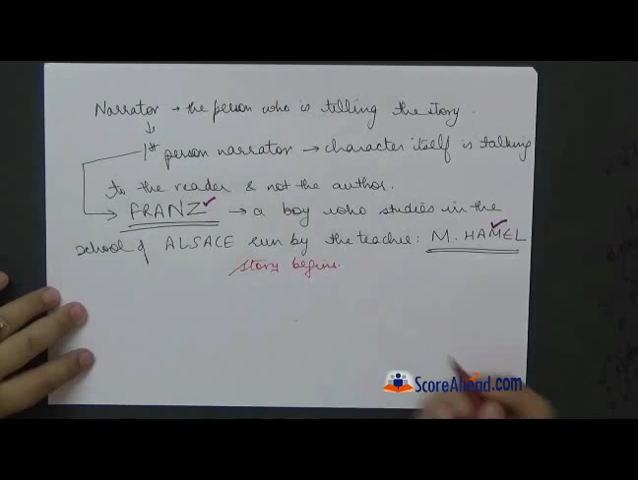 Narrator → the person who is telling the story.
↓
1st person narrator → character itself is talking
to the reader & not the author.
→ FRANZ ✓ → a boy who studies in the
school of ALSACE run by the teacher: M. HAMEL ✓
Story begins.
ScoreAhead.com